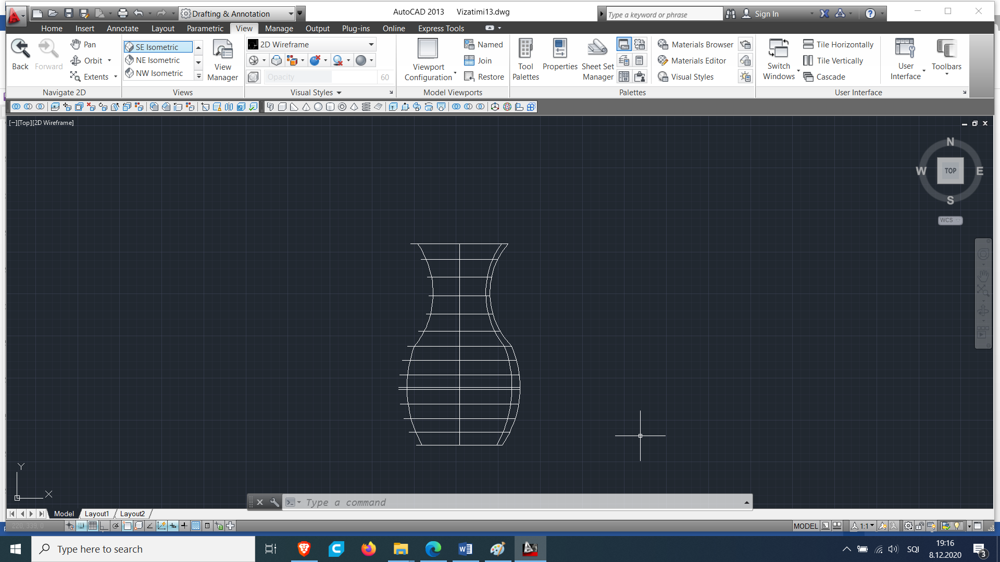 Drafting & Annotation
AutoCAD 2013 Vizatimi13.dwg
Type a keyword or phrase
Sign In
Home Insert Annotate Layout Parametric View Manage Output Plug-ins Online Express Tools
Back
Forward
Pan
Orbit
Extents
Navigate 2D
SE Isometric
NE Isometric
NW Isometric
View
Manager
Views
2D Wireframe
Opacity 60
Visual Styles
Viewport
Configuration
Named
Join
Restore
Model Viewports
Tool
Palettes
Properties
Sheet Set
Manager
Materials Browser
Materials Editor
Visual Styles
Palettes
Switch
Windows
Tile Horizontally
Tile Vertically
Cascade
User
Interface
Toolbars
User Interface
[−][Top][2D Wireframe]
N
W TOP E
S
WCS
Y
X
Type a command
Model Layout1 Layout2
220, 339, 0
MODEL 1:1
Type here to search
SQI
19:16
8.12.2020
3